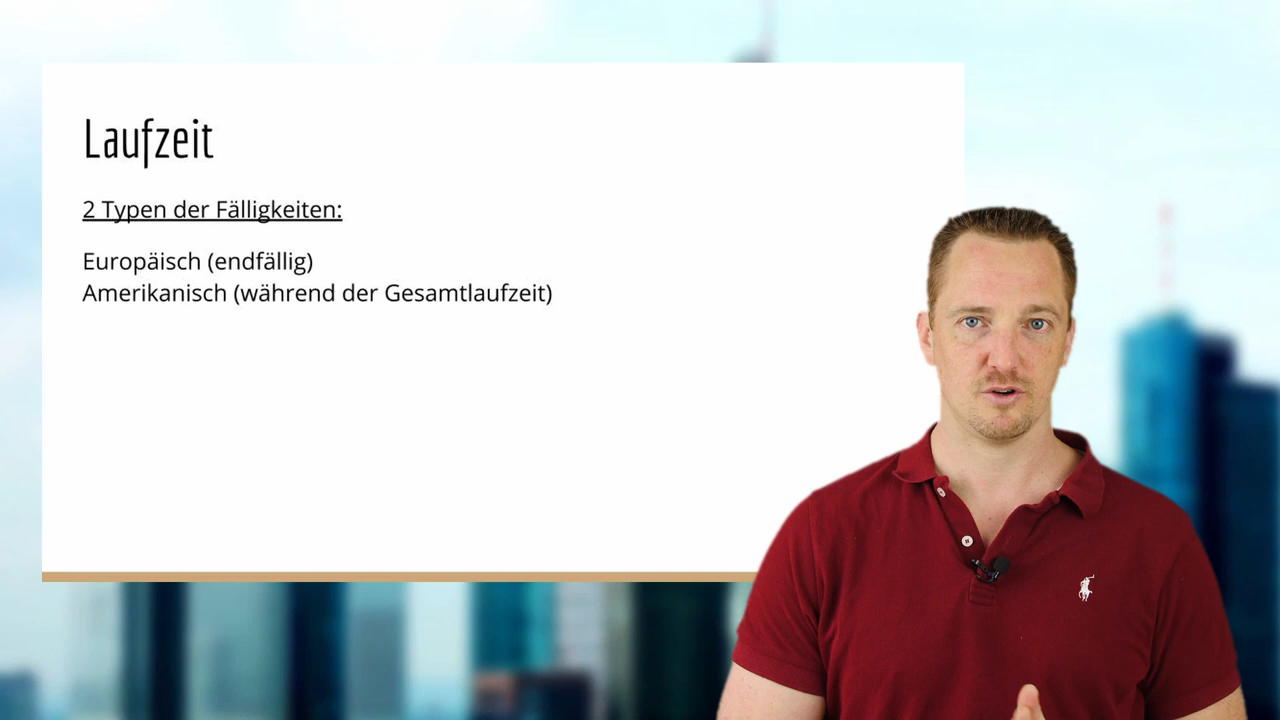 Laufzeit
2 Typen der Fälligkeiten:
Europäisch (endfällig)
Amerikanisch (während der Gesamtlaufzeit)